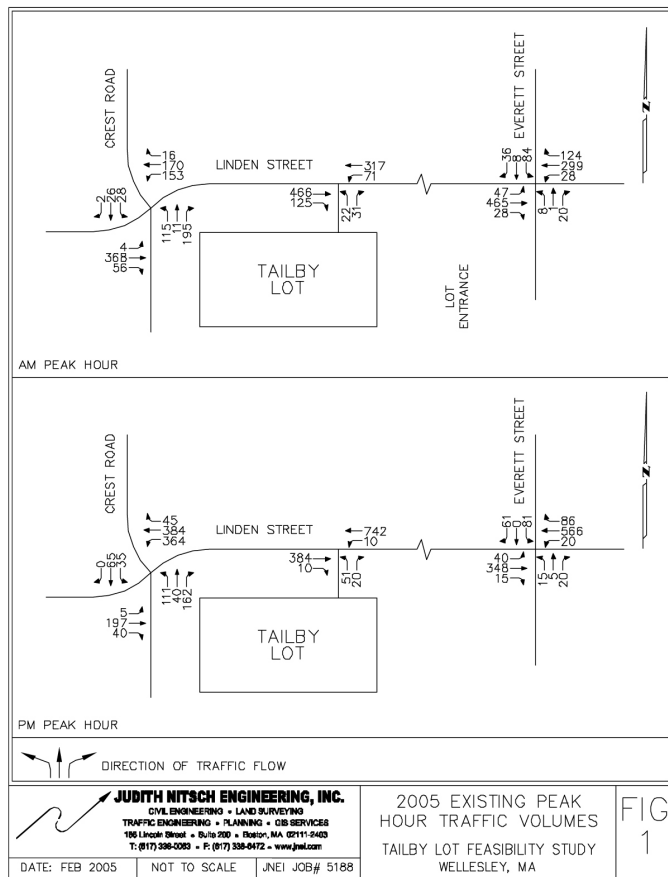 CREST ROAD
EVERETT STREET
N
16
170
153
LINDEN STREET
317
71
36
8
84
124
299
28
2
26
28
466
125
22
31
47
465
28
8
1
20
4
368
56
115
11
195
TAILBY
LOT
LOT
ENTRANCE
AM PEAK HOUR
CREST ROAD
EVERETT STREET
N
45
384
364
LINDEN STREET
742
10
61
0
81
86
566
20
0
65
35
384
10
51
20
40
348
15
15
5
20
5
197
40
111
40
162
TAILBY
LOT
PM PEAK HOUR
DIRECTION OF TRAFFIC FLOW
JUDITH NITSCH ENGINEERING, INC.
CIVIL ENGINEERING • LAND SURVEYING
TRAFFIC ENGINEERING • PLANNING • GIS SERVICES
186 Lincoln Street • Suite 200 • Boston, MA 02111-2403
T: (617) 338-0063 • F: (617) 338-6472 • www.jnei.com
DATE: FEB 2005
NOT TO SCALE
JNEI JOB# 5188
2005 EXISTING PEAK
HOUR TRAFFIC VOLUMES
TAILBY LOT FEASIBILITY STUDY
WELLESLEY, MA
FIG
1